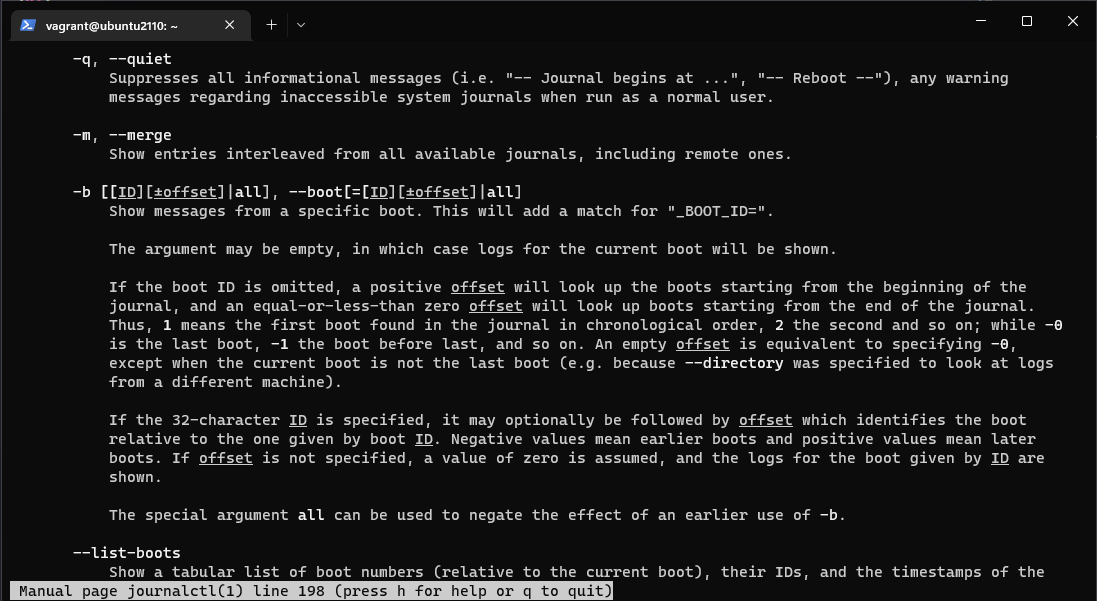 vagrant@ubuntu2110: ~
-q, --quiet
Suppresses all informational messages (i.e. "-- Journal begins at ...", "-- Reboot --"), any warning
messages regarding inaccessible system journals when run as a normal user.
-m, --merge
Show entries interleaved from all available journals, including remote ones.
-b [[ID][±offset]|all], --boot[=[ID][±offset]|all]
Show messages from a specific boot. This will add a match for "_BOOT_ID=".
The argument may be empty, in which case logs for the current boot will be shown.
If the boot ID is omitted, a positive offset will look up the boots starting from the beginning of the
journal, and an equal-or-less-than zero offset will look up boots starting from the end of the journal.
Thus, 1 means the first boot found in the journal in chronological order, 2 the second and so on; while -0
is the last boot, -1 the boot before last, and so on. An empty offset is equivalent to specifying -0,
except when the current boot is not the last boot (e.g. because --directory was specified to look at logs
from a different machine).
If the 32-character ID is specified, it may optionally be followed by offset which identifies the boot
relative to the one given by boot ID. Negative values mean earlier boots and positive values mean later
boots. If offset is not specified, a value of zero is assumed, and the logs for the boot given by ID are
shown.
The special argument all can be used to negate the effect of an earlier use of -b.
--list-boots
Show a tabular list of boot numbers (relative to the current boot), their IDs, and the timestamps of the
Manual page journalctl(1) line 198 (press h for help or q to quit)